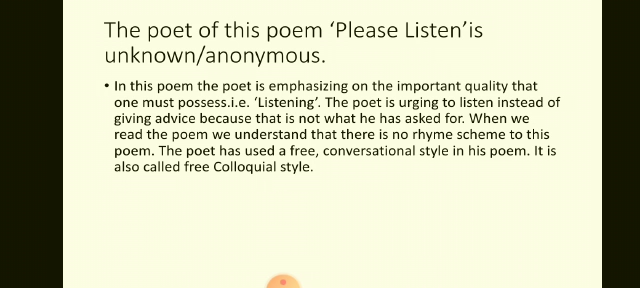 The poet of this poem ‘Please Listen’is
unknown/anonymous.
• In this poem the poet is emphasizing on the important quality that
one must possess.i.e. ‘Listening’. The poet is urging to listen instead of
giving advice because that is not what he has asked for. When we
read the poem we understand that there is no rhyme scheme to this
poem. The poet has used a free, conversational style in his poem. It is
also called free Colloquial style.